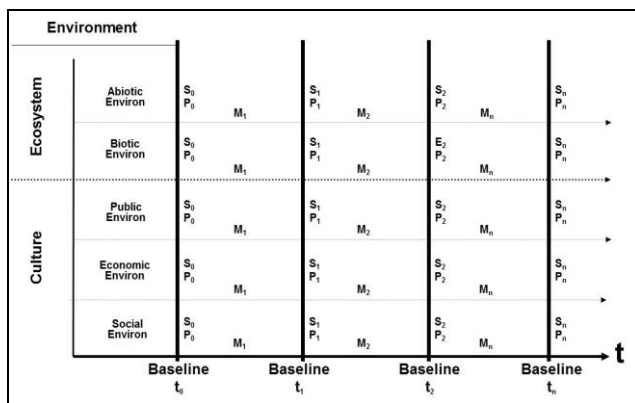 Environment
Ecosystem
Culture
Abiotic
Environ
S₀
P₀
M₁
S₁
P₁
M₂
S₂
P₂
Mₙ
Sₙ
Pₙ
Biotic
Environ
S₀
P₀
M₁
S₁
P₁
M₂
E₂
P₂
Mₙ
Sₙ
Pₙ
Public
Environ
S₀
P₀
M₁
S₁
P₁
M₂
S₂
P₂
Mₙ
Sₙ
Pₙ
Economic
Environ
S₀
P₀
M₁
S₁
P₁
M₂
S₂
P₂
Mₙ
Sₙ
Pₙ
Social
Environ
S₀
P₀
M₁
S₁
P₁
M₂
S₂
P₂
Mₙ
Sₙ
Pₙ
t
Baseline
t₀
Baseline
t₁
Baseline
t₂
Baseline
tₙ